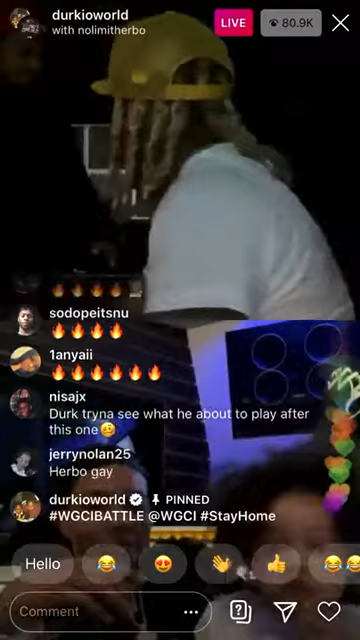 durkioworld
with nolimitherbo
LIVE
80.9K
sodopeitsnu
🔥🔥🔥🔥
1anyaii
🔥🔥🔥🔥🔥🔥
nisajx
Durk tryna see what he about to play after
this one🥴
jerrynolan25
Herbo gay
durkioworld PINNED
#WGCIBATTLE @WGCI #StayHome
Hello 😂 😍 👏 👍 😂😂
Comment